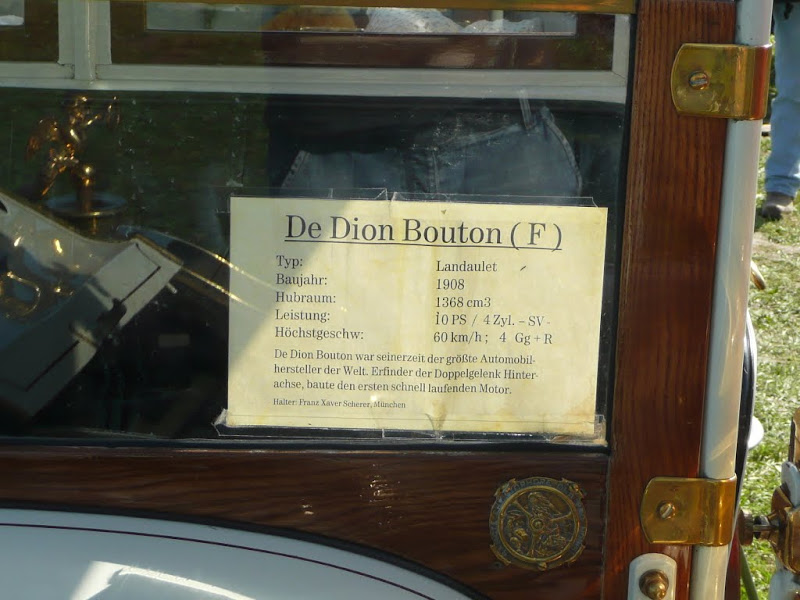 De Dion Bouton ( F )
Typ: Landaulet
Baujahr: 1908
Hubraum: 1368 cm3
Leistung: 10 PS / 4 Zyl. – SV -
Höchstgeschw: 60 km/h ; 4 Gg + R
De Dion Bouton war seinerzeit der größte Automobil-
hersteller der Welt. Erfinder der Doppelgelenk Hinter-
achse, baute den ersten schnell laufenden Motor.
Halter: Franz Xaver Scherer, München